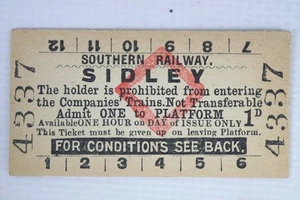 12 11 10 9 8 7
SOUTHERN RAILWAY.
SIDLEY
The holder is prohibited from entering
the Companies Trains. Not Transferable
Admit ONE to PLATFORM 1D
Available ONE HOUR on DAY of ISSUE ONLY
This Ticket must be given up on leaving Platform.
FOR CONDITIONS SEE BACK.
1 2 3 4 5 6
4337
4337